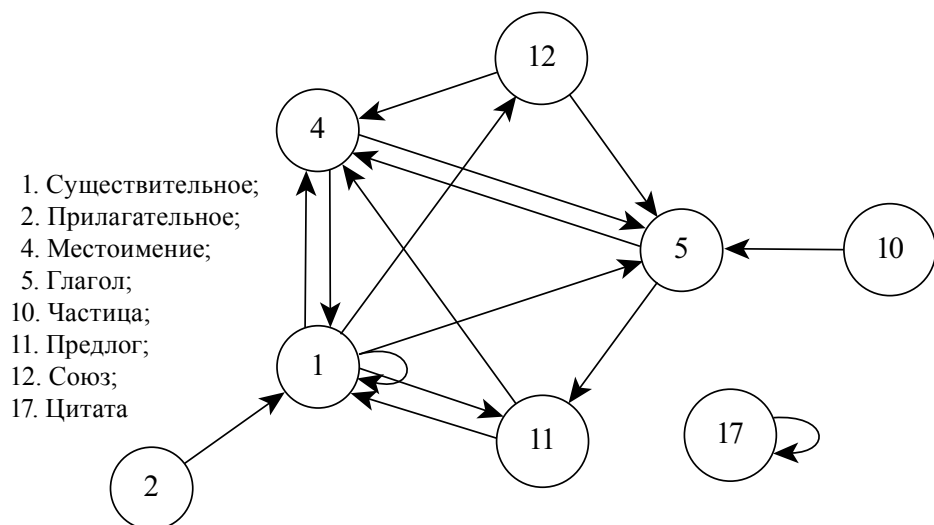 12
4
1. Существительное;
2. Прилагательное;
4. Местоимение;
5. Глагол;
10. Частица;
11. Предлог;
12. Союз;
17. Цитата
5
10
1
11
17
2